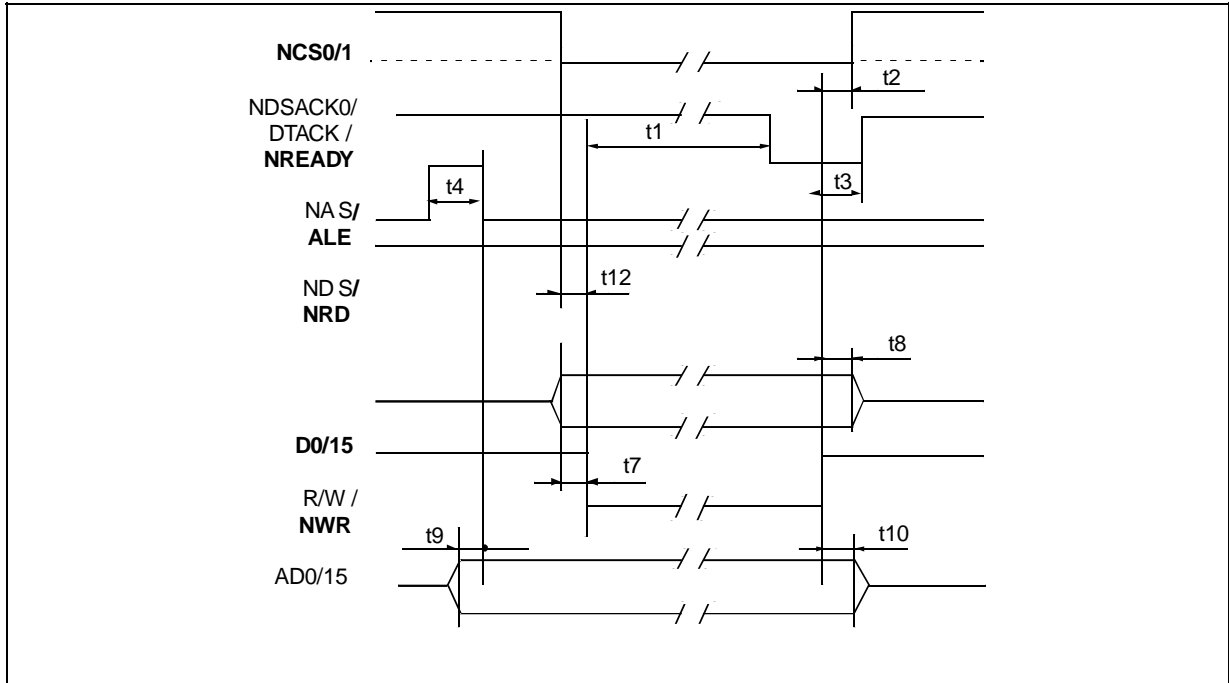 NCS0/1
t2
NDSACK0/
DTACK /
NREADY
t1
t3
t4
NA S/
ALE
t12
ND S/
NRD
t8
D0/15
t7
R/W /
NWR
t9
t10
AD0/15